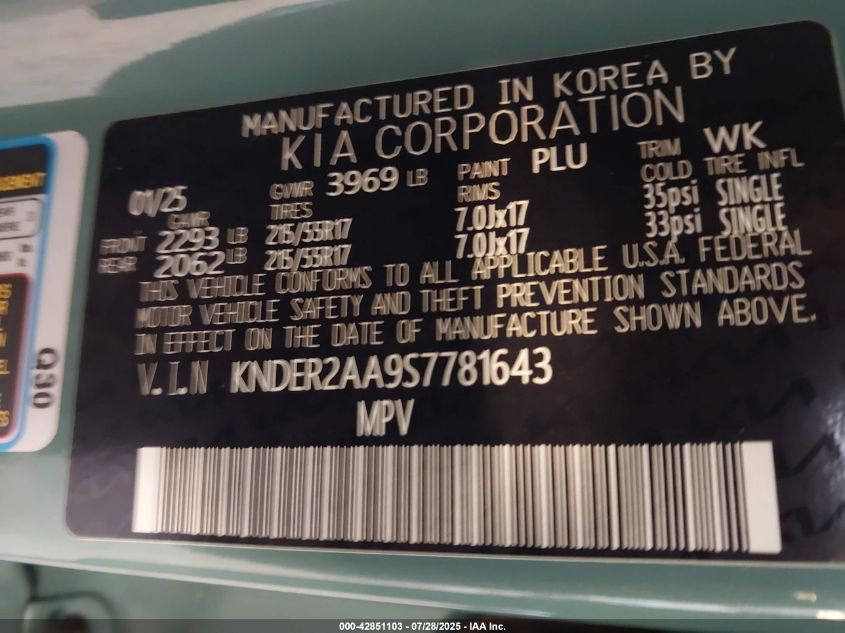 MANUFACTURED IN KOREA BY
KIA CORPORATION
01/25 GVWR 3969 LB PAINT PLU TRIM WK
GAWR TIRES RIMS COLD TIRE INFL
FRONT 2293 LB 215/55R17 7.0Jx17 35psi SINGLE
REAR 2062 LB 215/55R17 7.0Jx17 33psi SINGLE
THIS VEHICLE CONFORMS TO ALL APPLICABLE U.S.A. FEDERAL
MOTOR VEHICLE SAFETY AND THEFT PREVENTION STANDARDS
IN EFFECT ON THE DATE OF MANUFACTURE SHOWN ABOVE.
V.I.N KNDER2AA9S7781643
MPV
Q30
000-42851103 - 07/28/2025 - IAA Inc.